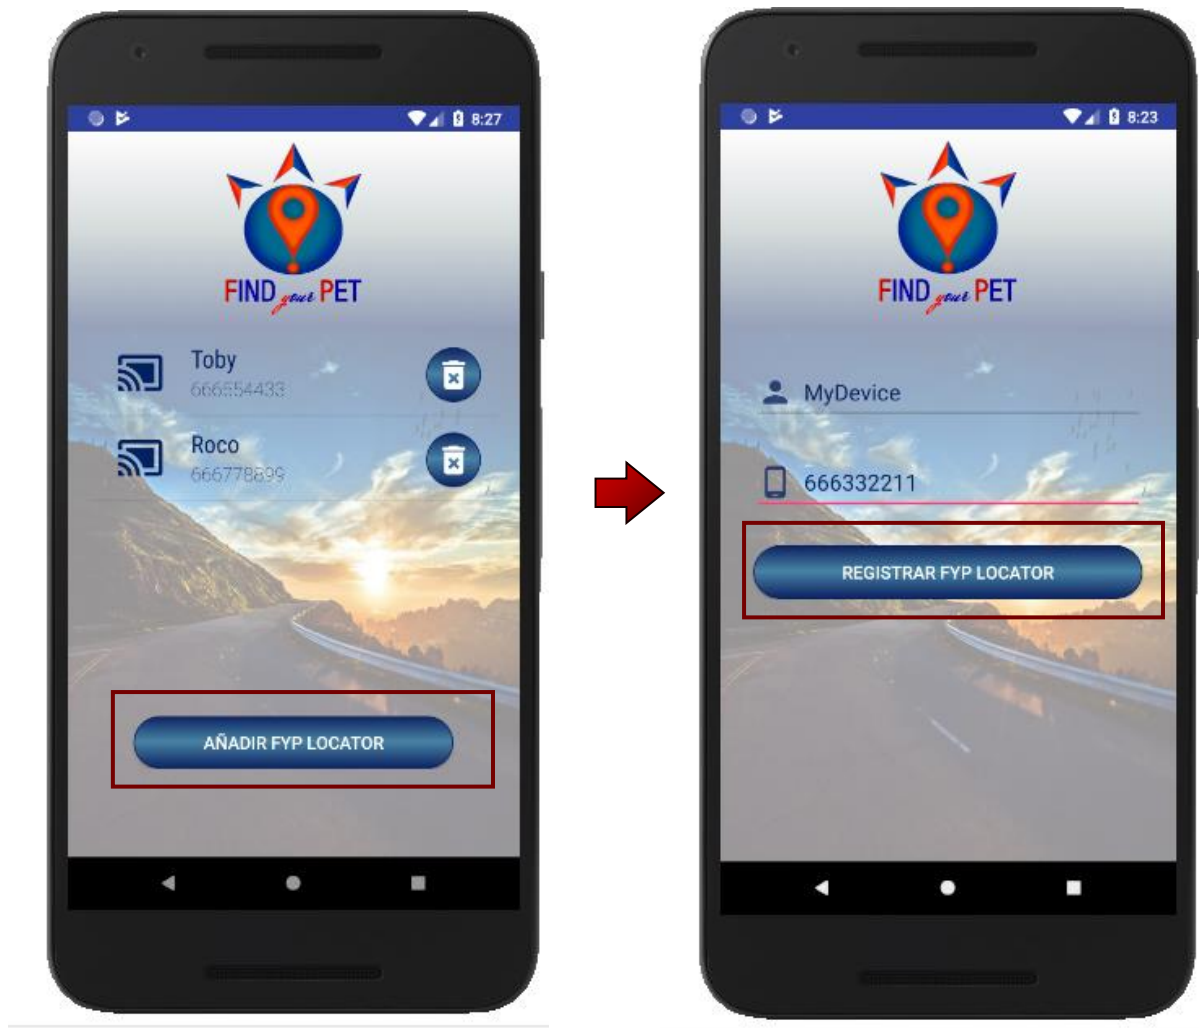 8:27
FIND your PET
Toby
666554433
Roco
666778899
AÑADIR FYP LOCATOR
8:23
FIND your PET
MyDevice
666332211
REGISTRAR FYP LOCATOR